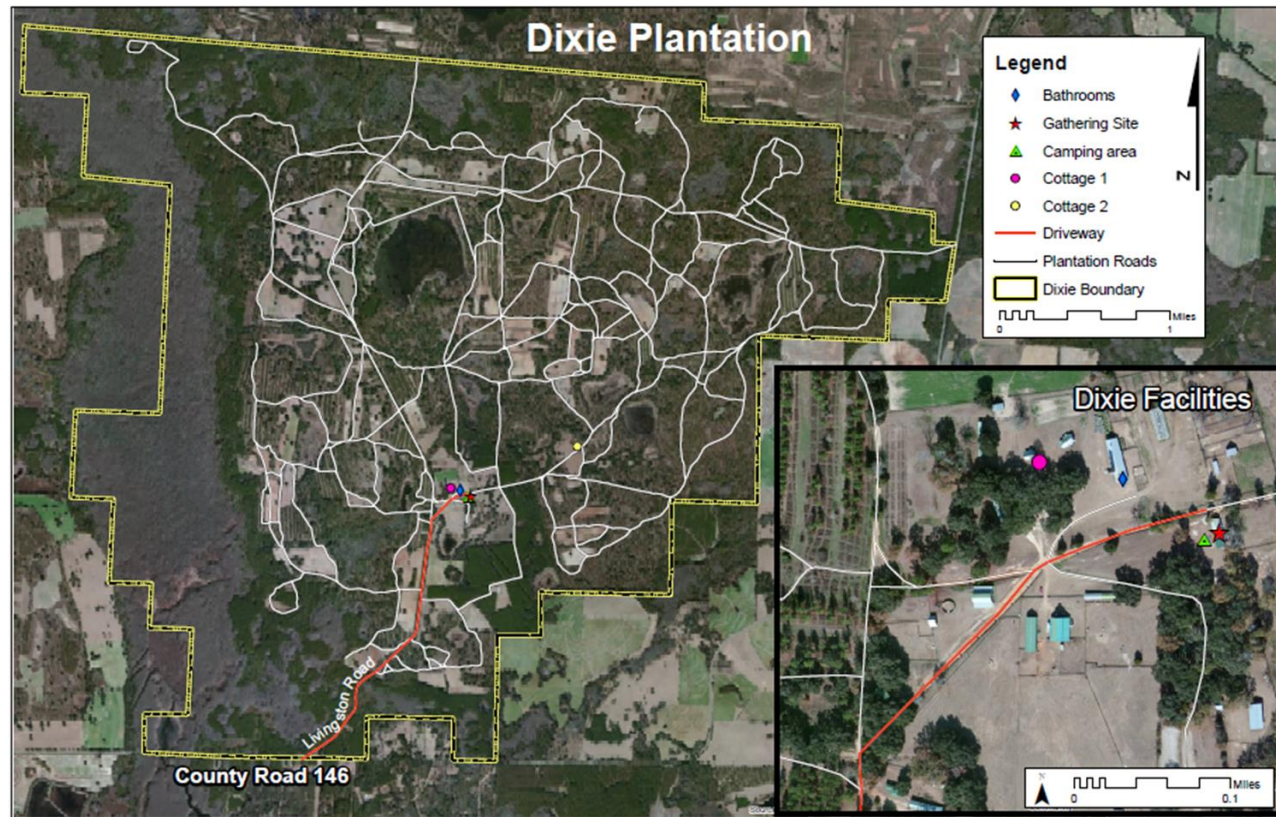 Dixie Plantation
Legend
Bathrooms
Gathering Site
Camping area
Cottage 1
Cottage 2
Driveway
Plantation Roads
Dixie Boundary
Miles
0 1
N
Livingston Road
County Road 146
Dixie Facilities
N
Miles
0 0.1